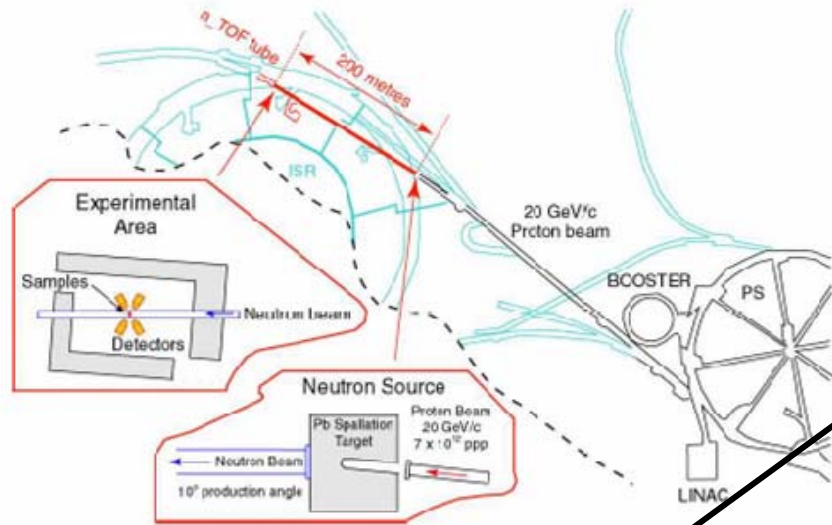 n_TOF tube
200 metres
ISR
20 GeV/c
Proton beam
BOOSTER
PS
LINAC
Experimental
Area
Samples
Neutron beam
Detectors
Neutron Source
Pb Spallation
Target
Proton Beam
20 GeV/c
7 x 10¹² ppp
Neutron Beam
10° production angle